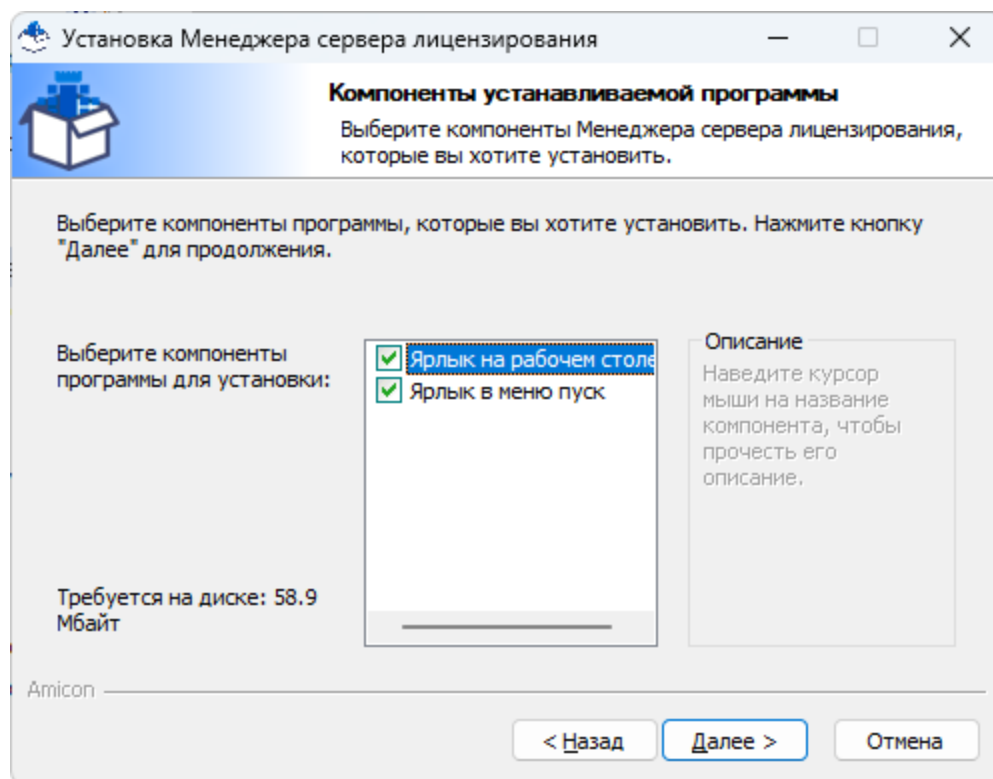 Установка Менеджера сервера лицензирования
Компоненты устанавливаемой программы
Выберите компоненты Менеджера сервера лицензирования,
которые вы хотите установить.
Выберите компоненты программы, которые вы хотите установить. Нажмите кнопку
"Далее" для продолжения.
Выберите компоненты
программы для установки:
Ярлык на рабочем столе
Ярлык в меню пуск
Описание
Наведите курсор
мыши на название
компонента, чтобы
прочесть его
описание.
Требуется на диске: 58.9
Мбайт
Amicon
< Назад
Далее >
Отмена